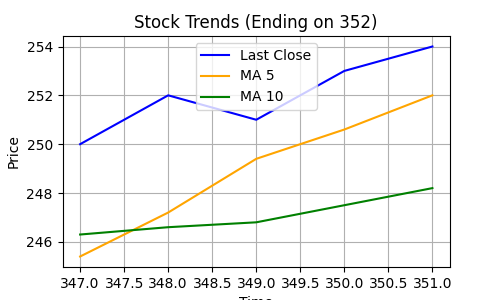 Stock Trends (Ending on 352)
Last Close
MA 5
MA 10
Price
254
252
250
248
246
347.0 347.5 348.0 348.5 349.0 349.5 350.0 350.5 351.0
Time